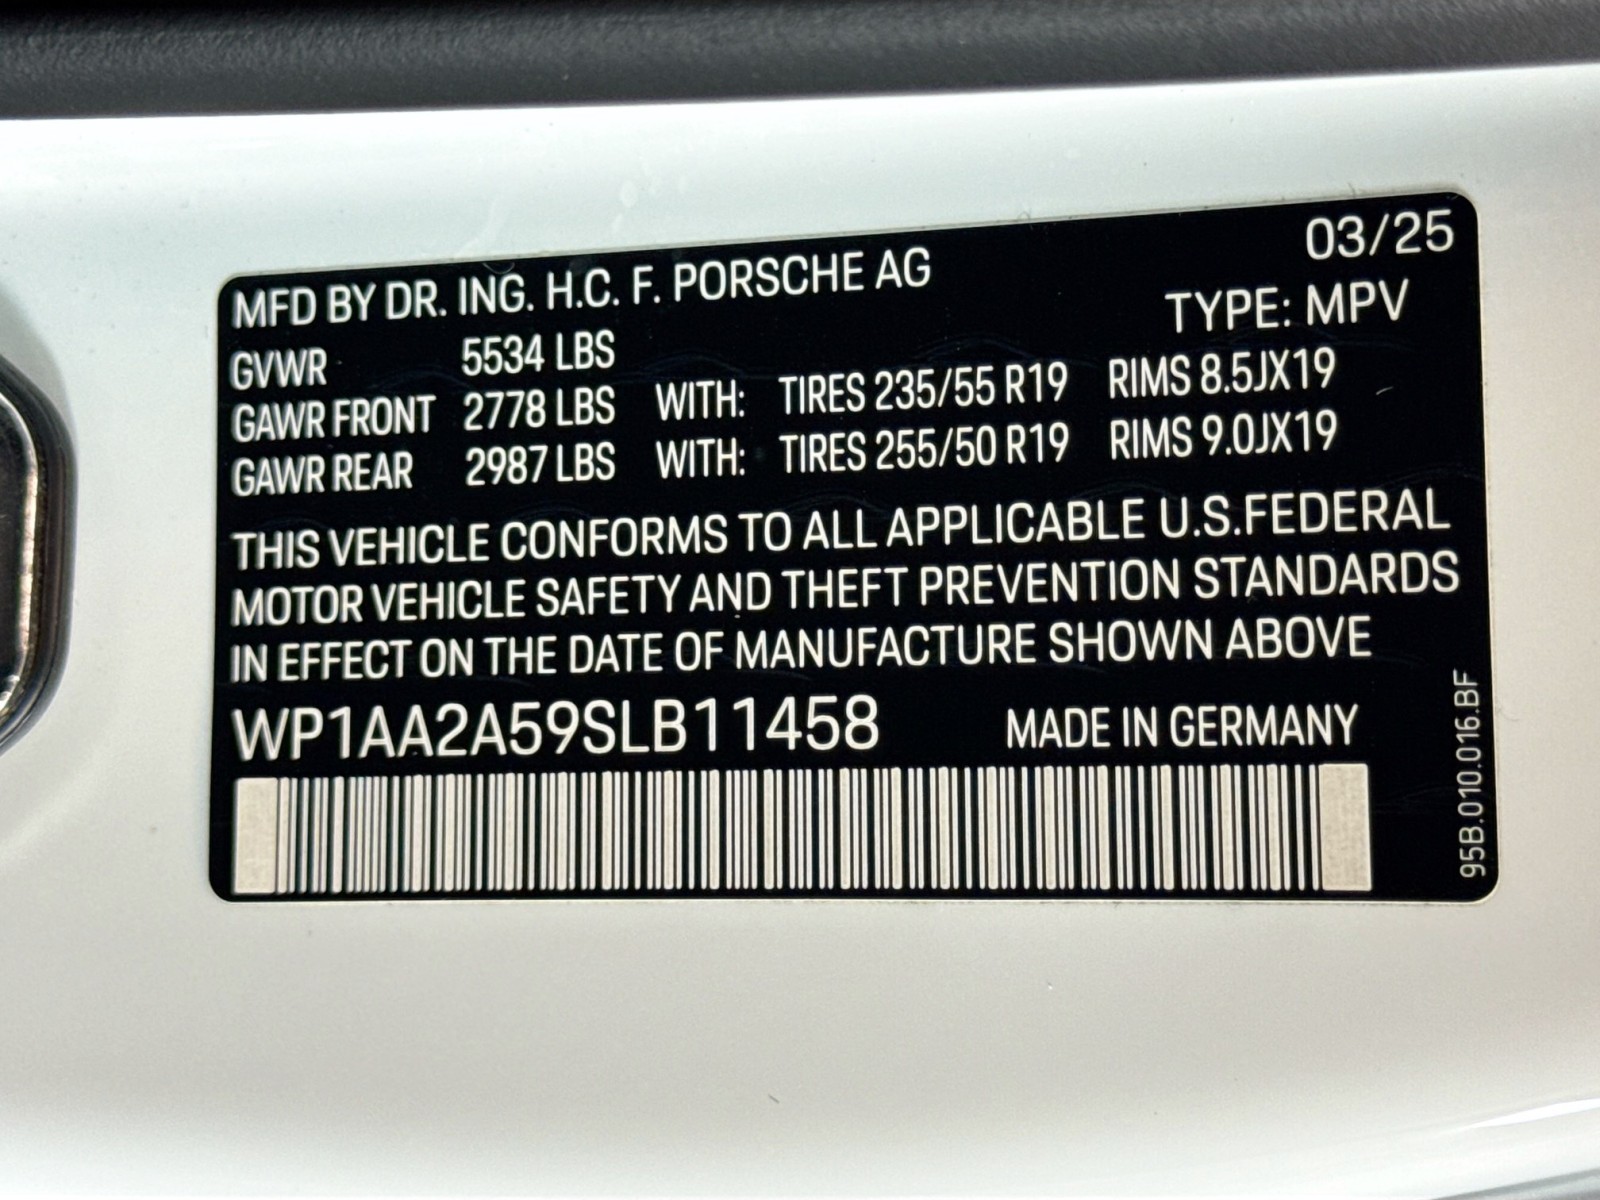 03/25
MFD BY DR. ING. H.C. F. PORSCHE AG
TYPE: MPV
GVWR 5534 LBS
GAWR FRONT 2778 LBS WITH: TIRES 235/55 R19 RIMS 8.5JX19
GAWR REAR 2987 LBS WITH: TIRES 255/50 R19 RIMS 9.0JX19
THIS VEHICLE CONFORMS TO ALL APPLICABLE U.S.FEDERAL
MOTOR VEHICLE SAFETY AND THEFT PREVENTION STANDARDS
IN EFFECT ON THE DATE OF MANUFACTURE SHOWN ABOVE
WP1AA2A59SLB11458 MADE IN GERMANY
95B.010.016.BF